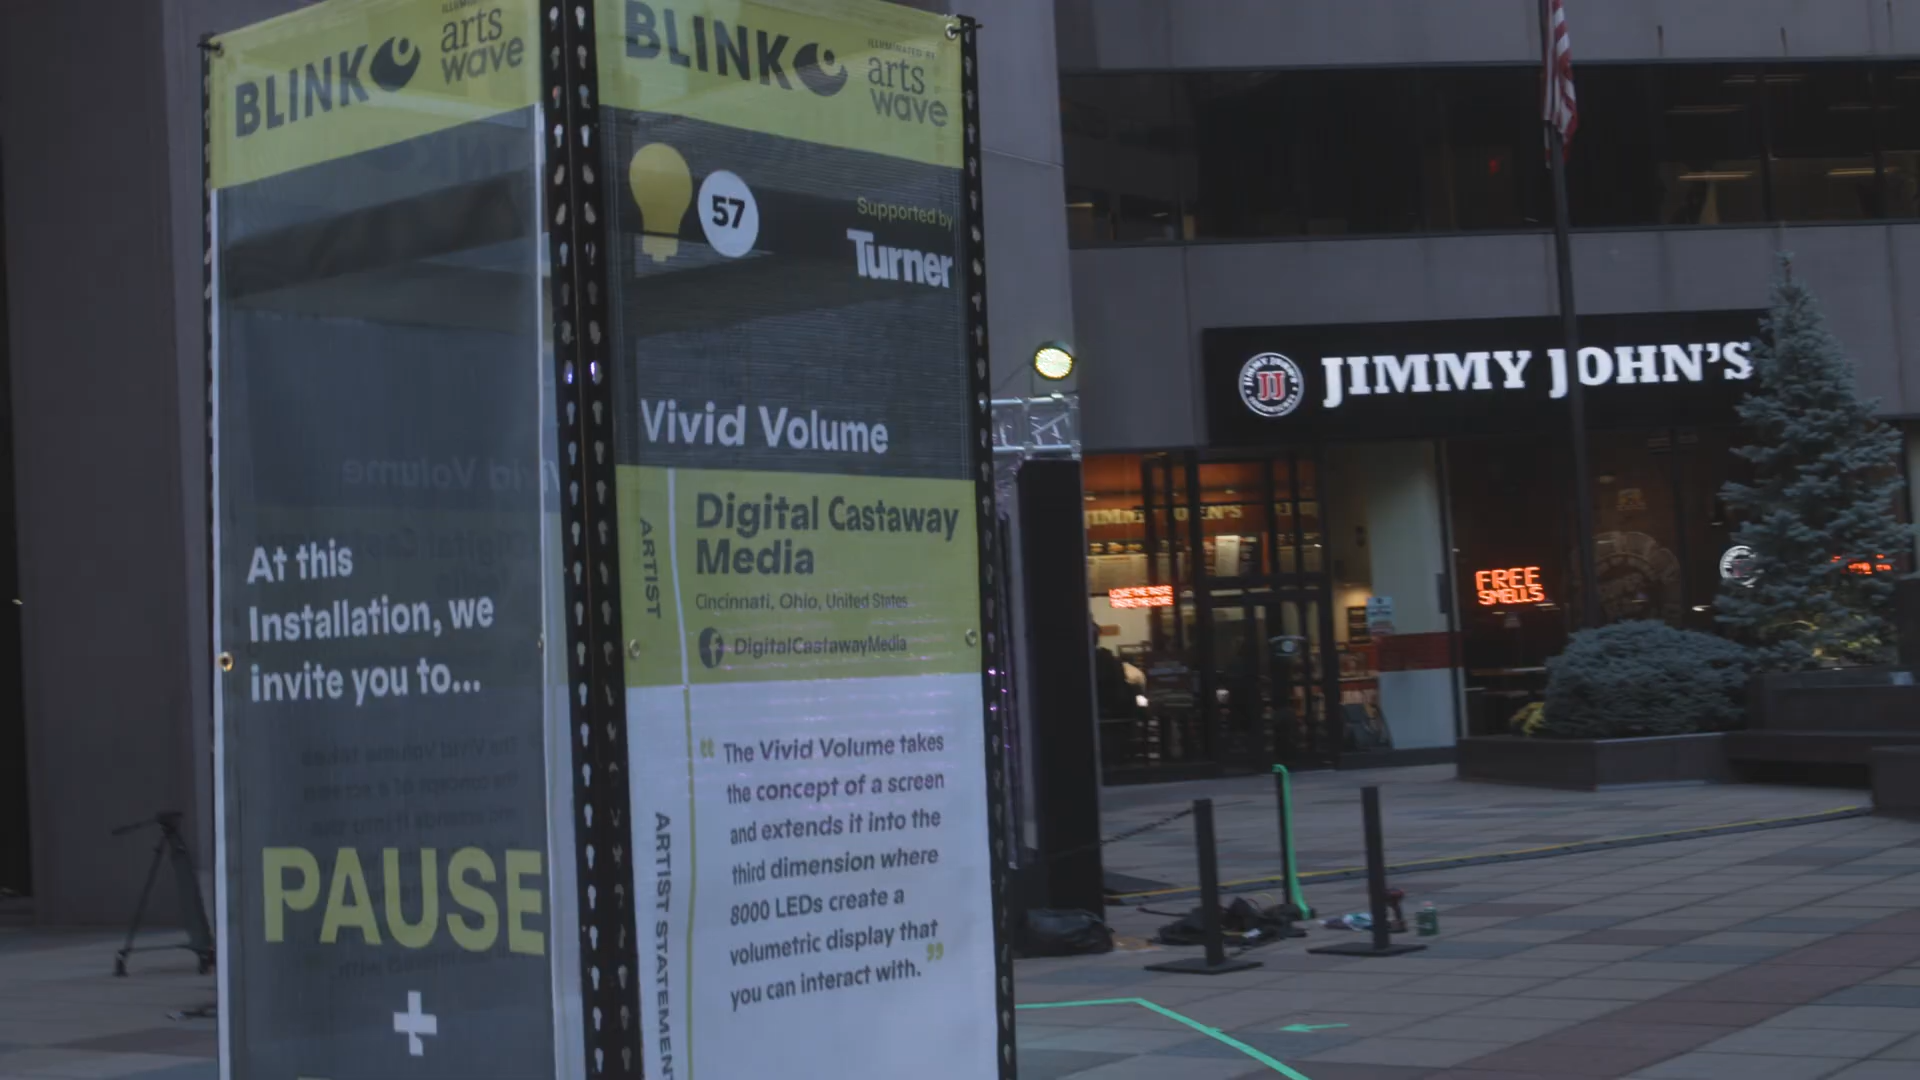 BLINK
arts
wave
At this
Installation, we
invite you to...
PAUSE
+
BLINK
ILLUMINATED BY
arts
wave
57
Supported by
Turner
Vivid Volume
ARTIST
Digital Castaway
Media
Cincinnati, Ohio, United States
DigitalCastawayMedia
ARTIST STATEMENT
"The Vivid Volume takes
the concept of a screen
and extends it into the
third dimension where
8000 LEDs create a
volumetric display that
you can interact with."
JJ
JIMMY JOHN'S
JIMMY JOHN'S
FREE
SMELLS